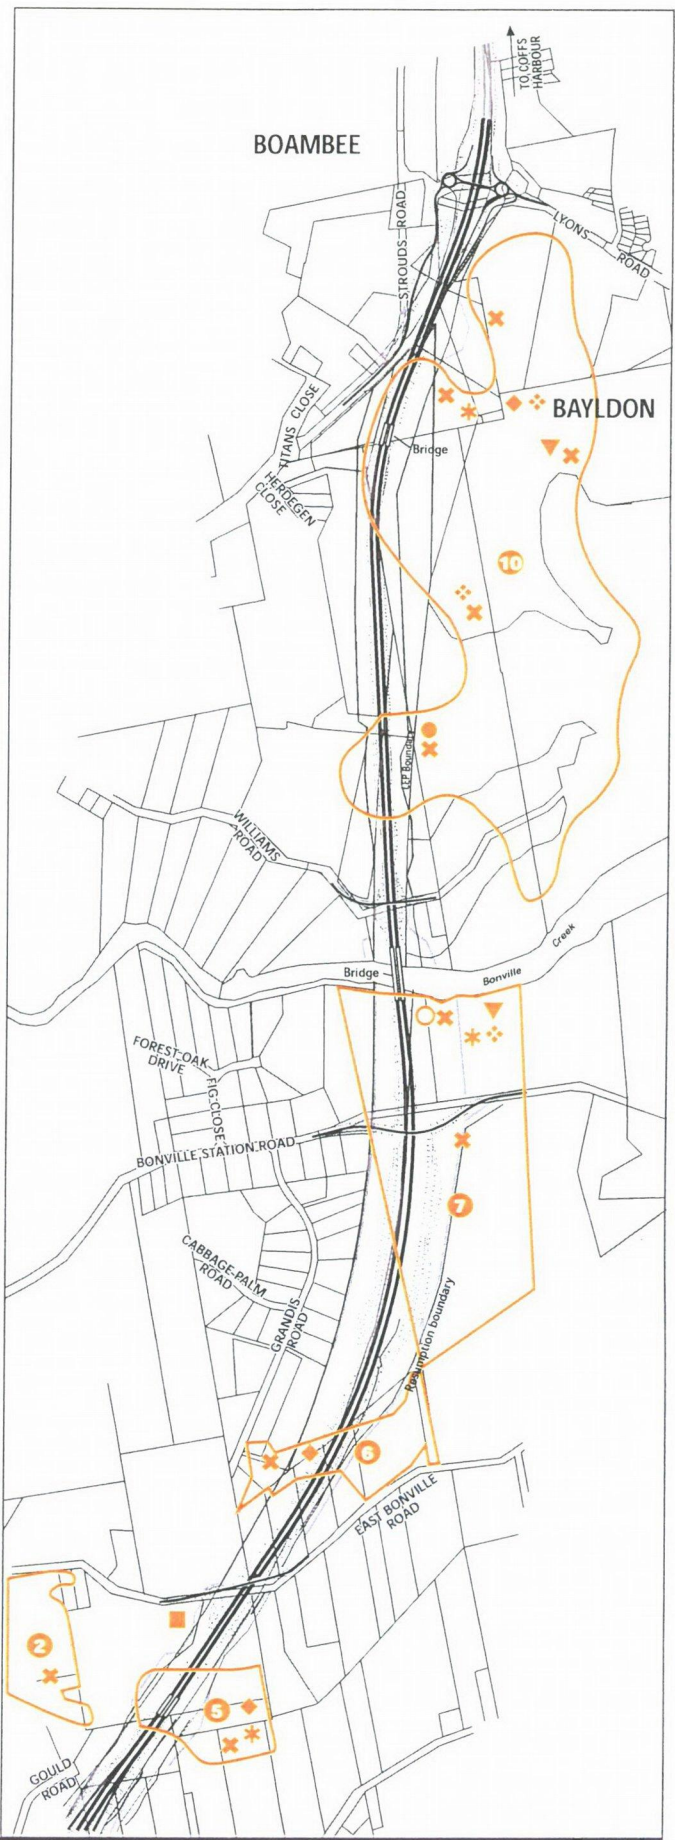 TO COFFS
HARBOUR
BOAMBEE
STROUDS ROAD
LYONS
ROAD
TITANS CLOSE
BAYLDON
Bridge
HERDEGEN
CLOSE
10
LEP Boundary
WILLIAMS
ROAD
Creek
Bonville
Bridge
FOREST OAK
DRIVE
FIG CLOSE
BONVILLE STATION ROAD
7
CABBAGE PALM
ROAD
GRANDIS
ROAD
Resumption boundary
6
EAST BONVILLE
ROAD
2
5
GOULD
ROAD